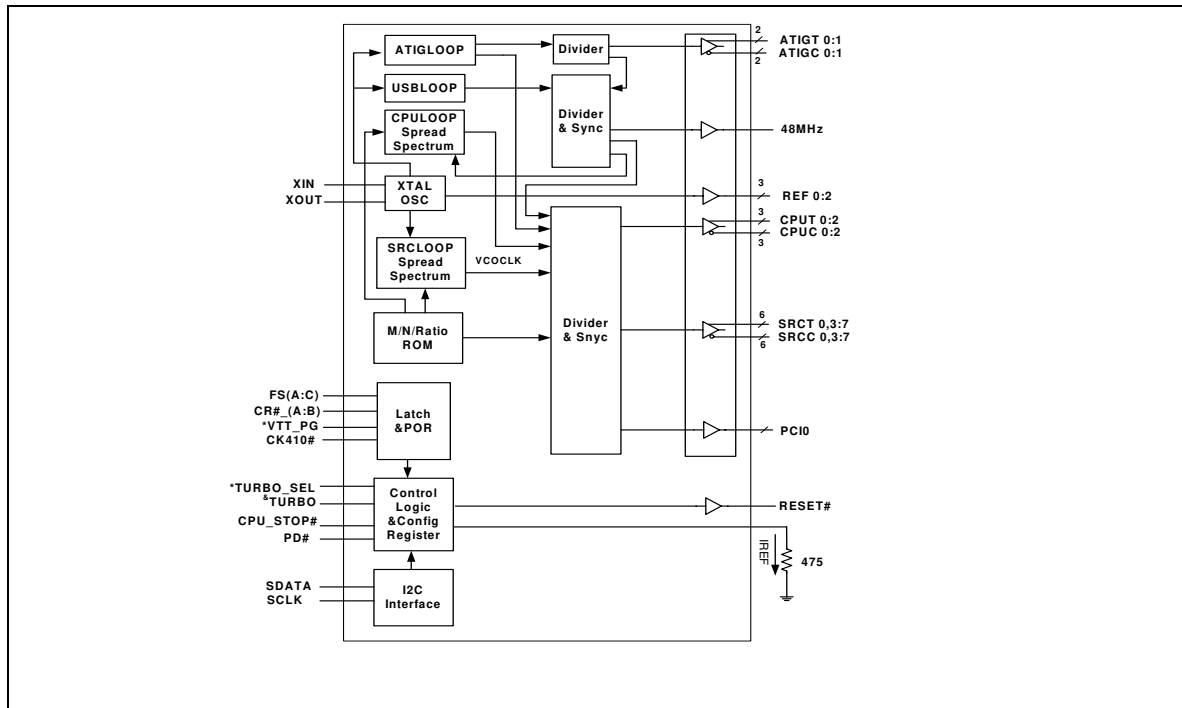 ATIGLOOP
Divider
2
ATIGT 0:1
ATIGC 0:1
2
USBLOOP
Divider
& Sync
CPULOOP
Spread
Spectrum
48MHz
XIN
XOUT
XTAL
OSC
3
REF 0:2
3
CPUT 0:2
CPUC 0:2
3
SRCLOOP
Spread
Spectrum
VCOCLK
M/N/Ratio
ROM
Divider
& Snyc
6
SRCT 0,3:7
SRCC 0,3:7
6
FS(A:C)
CR#_(A:B)
*VTT_PG
CK410#
Latch
&POR
PCI0
*TURBO_SEL
&TURBO
CPU_STOP#
PD#
Control
Logic
&Config
Register
RESET#
IREF
475
SDATA
SCLK
I2C
Interface